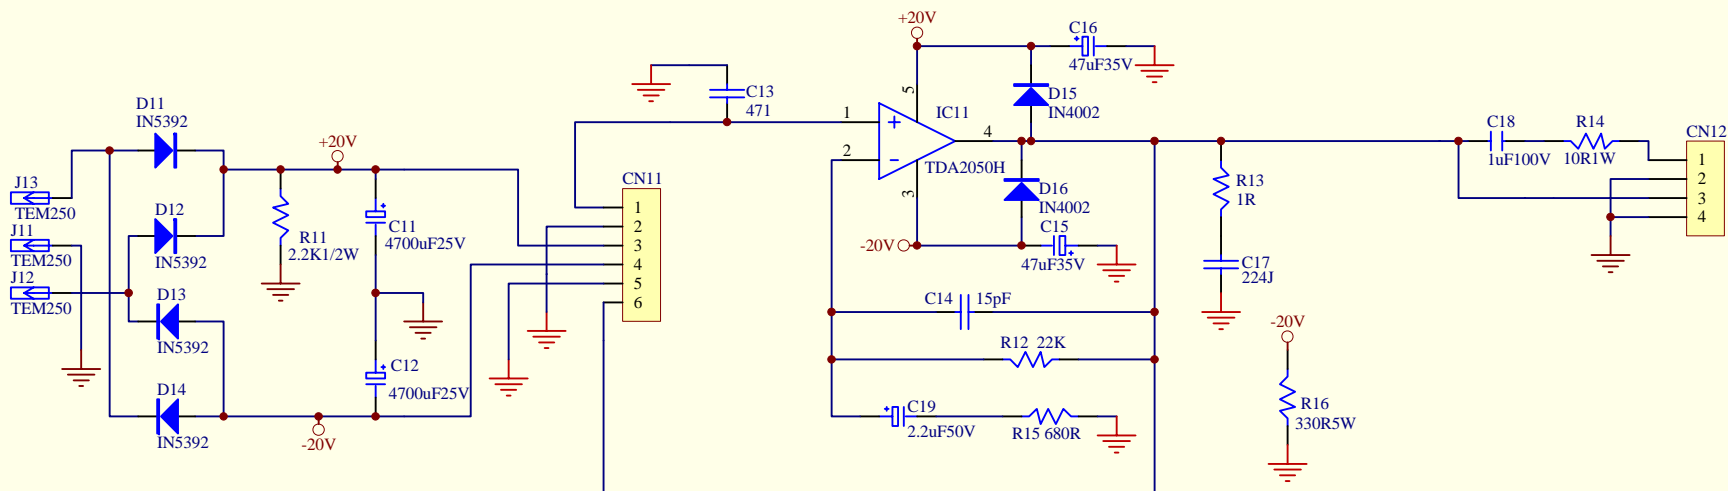 D11
IN5392
J13
TEM250
J11
TEM250
J12
TEM250
D12
IN5392
D13
IN5392
D14
IN5392
+20V
R11
2.2K1/2W
C11
4700uF25V
C12
4700uF25V
-20V
CN11
1
2
3
4
5
6
C13
471
+20V
C16
47uF35V
5
1
2
IC11
4
TDA2050H
3
D15
IN4002
D16
IN4002
-20V
C15
47uF35V
C14 15pF
R12 22K
C19
2.2uF50V
R15 680R
R13
1R
C17
224J
-20V
R16
330R5W
C18
1uF100V
R14
10R1W
CN12
1
2
3
4